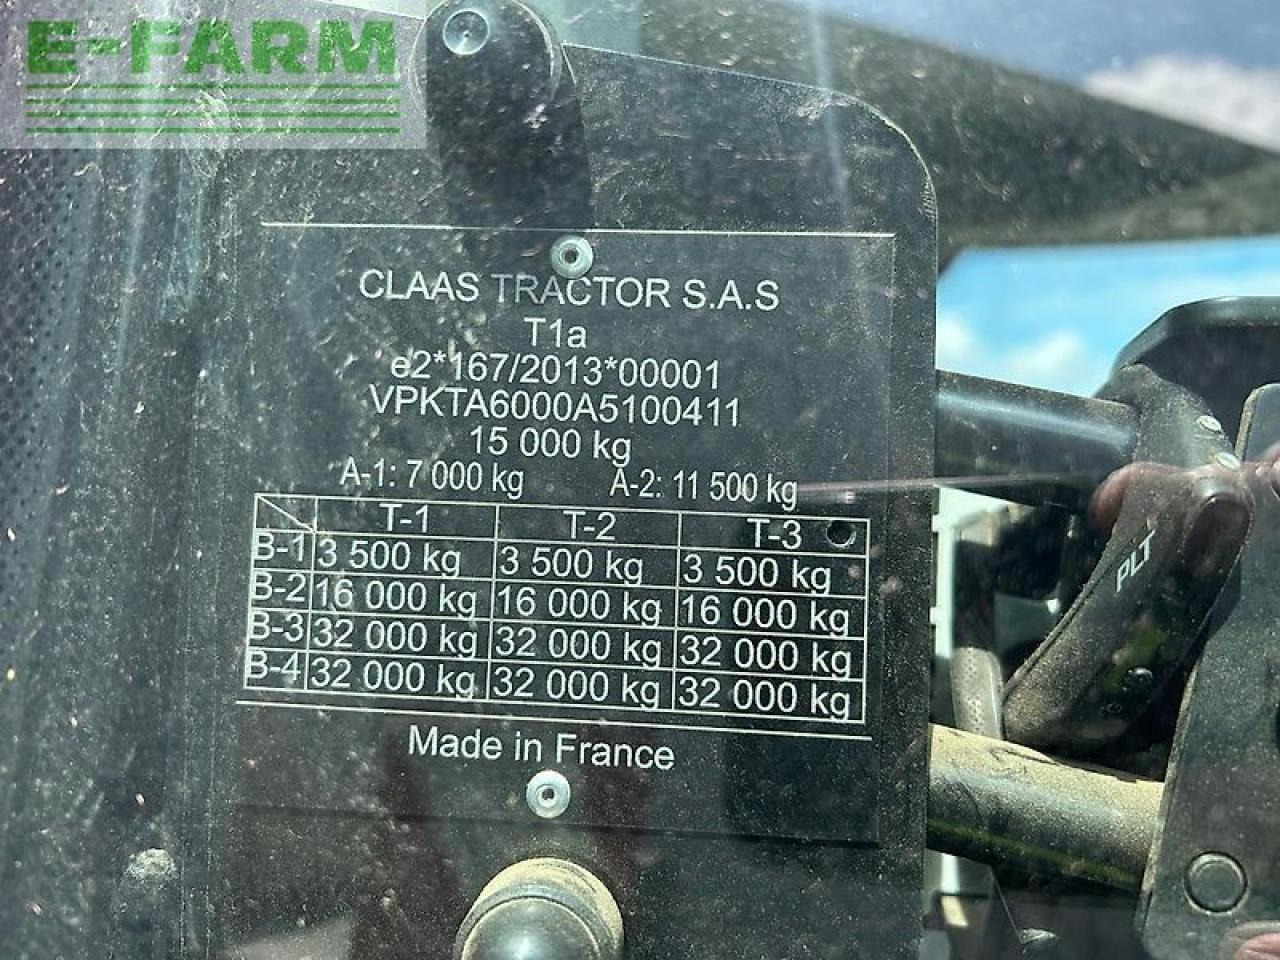 E-FARM
CLAAS TRACTOR S.A.S
T1a
e2*167/2013*00001
VPKTA6000A5100411
15 000 kg
A-1: 7 000 kg A-2: 11 500 kg
T-1 T-2 T-3
B-1 3 500 kg 3 500 kg 3 500 kg
B-2 16 000 kg 16 000 kg 16 000 kg
B-3 32 000 kg 32 000 kg 32 000 kg
B-4 32 000 kg 32 000 kg 32 000 kg
Made in France
PLT